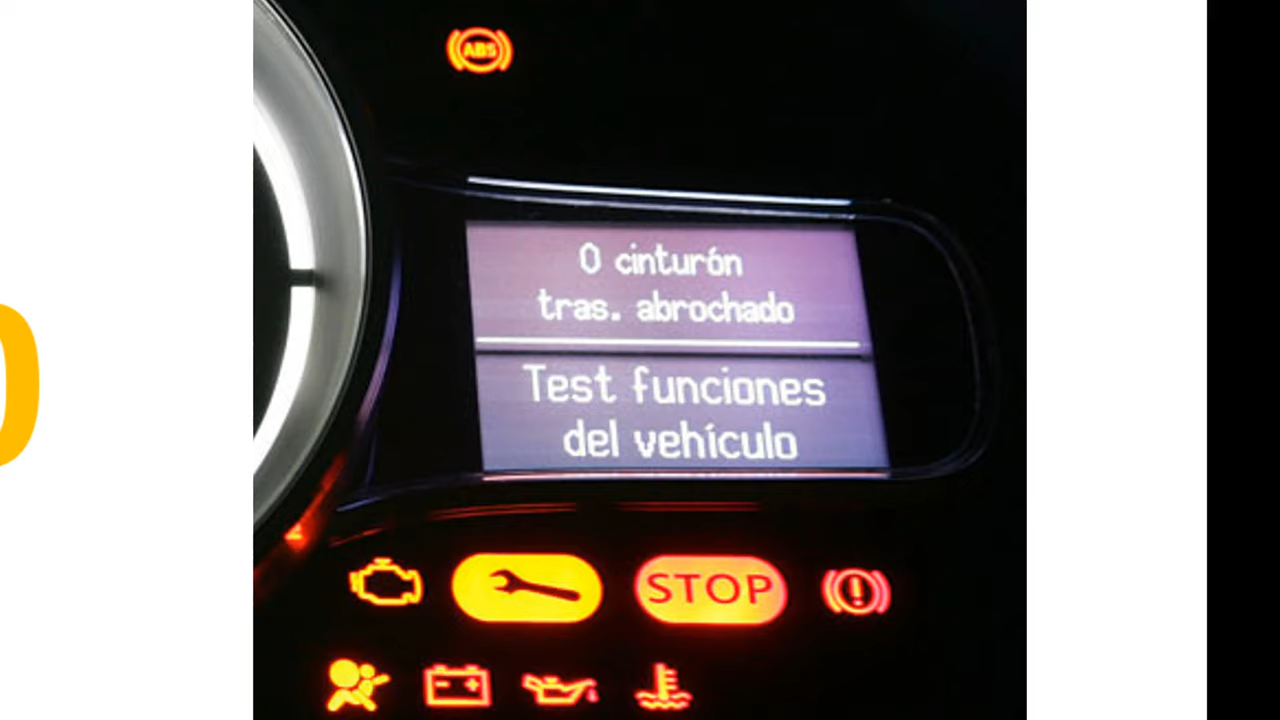 ABS
0 cinturón
tras. abrochado
Test funciones
del vehículo
STOP